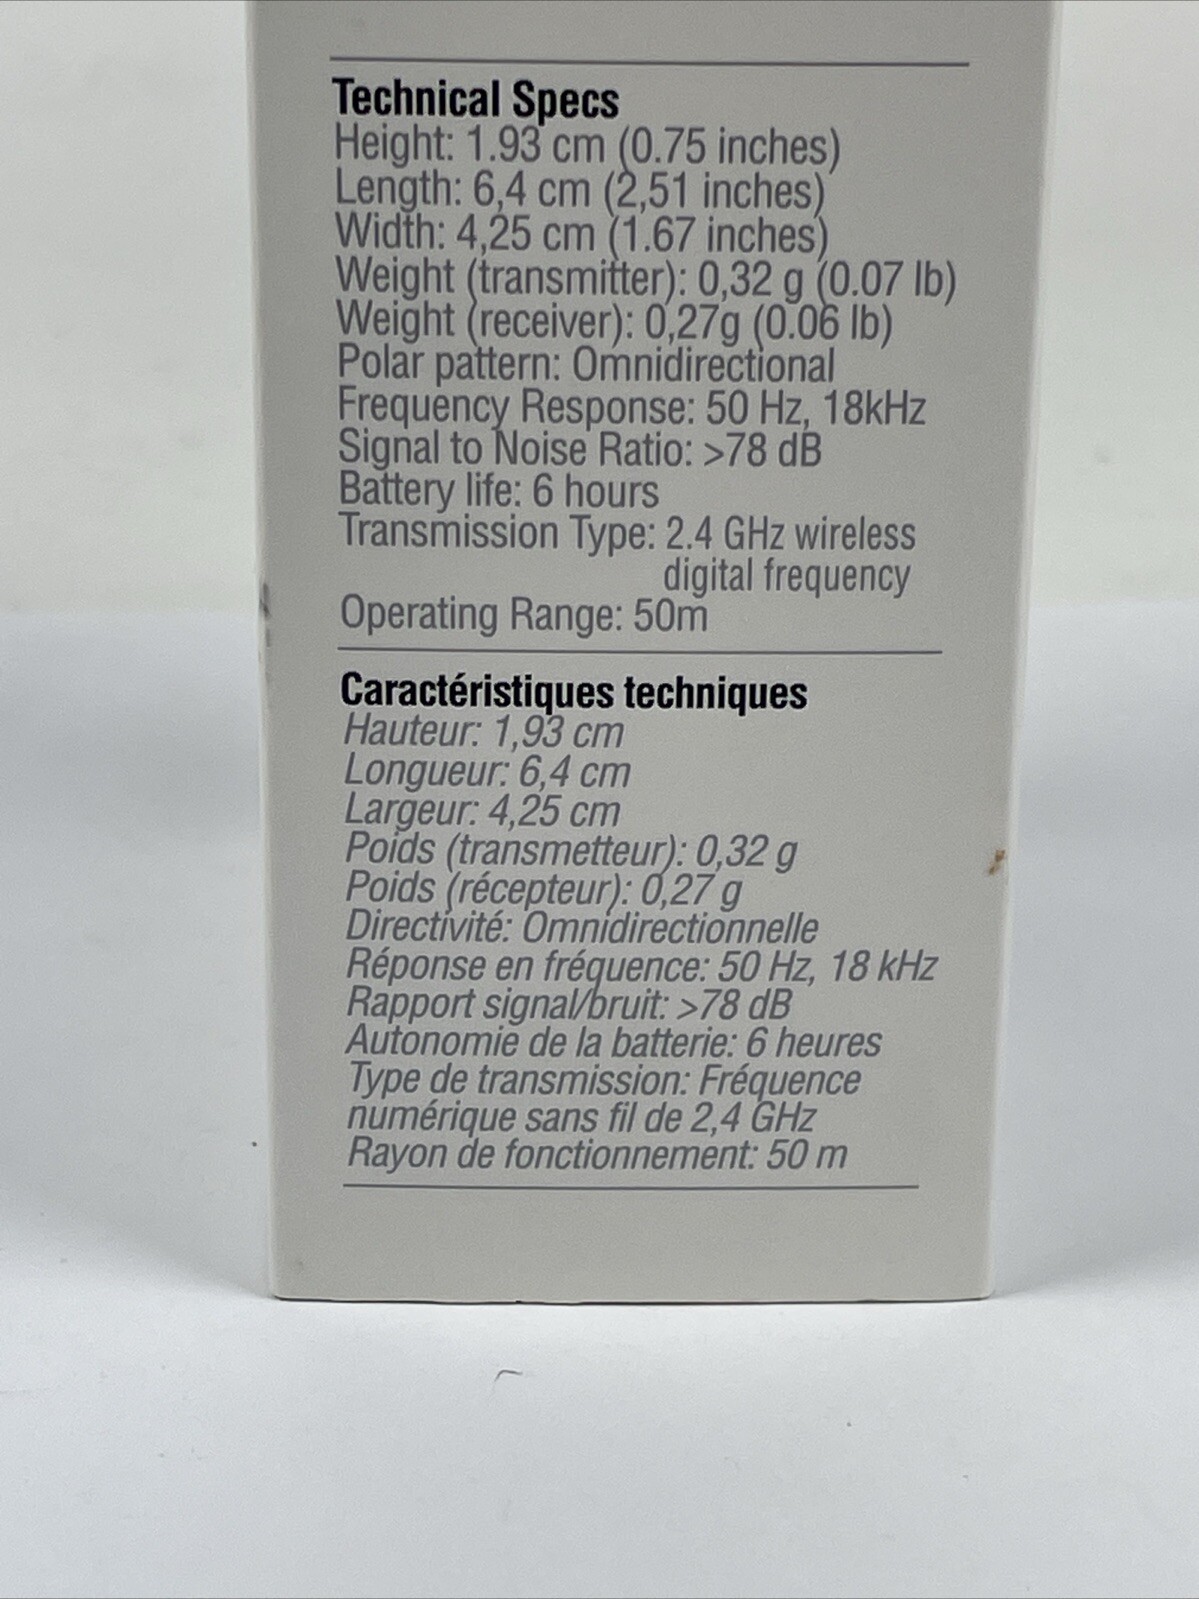 Technical Specs
Height: 1.93 cm (0.75 inches)
Length: 6,4 cm (2,51 inches)
Width: 4,25 cm (1.67 inches)
Weight (transmitter): 0,32 g (0.07 lb)
Weight (receiver): 0,27g (0.06 lb)
Polar pattern: Omnidirectional
Frequency Response: 50 Hz, 18kHz
Signal to Noise Ratio: >78 dB
Battery life: 6 hours
Transmission Type: 2.4 GHz wireless
digital frequency
Operating Range: 50m
Caractéristiques techniques
Hauteur: 1,93 cm
Longueur: 6,4 cm
Largeur: 4,25 cm
Poids (transmetteur): 0,32 g
Poids (récepteur): 0,27 g
Directivité: Omnidirectionnelle
Réponse en fréquence: 50 Hz, 18 kHz
Rapport signal/bruit: >78 dB
Autonomie de la batterie: 6 heures
Type de transmission: Fréquence
numérique sans fil de 2,4 GHz
Rayon de fonctionnement: 50 m